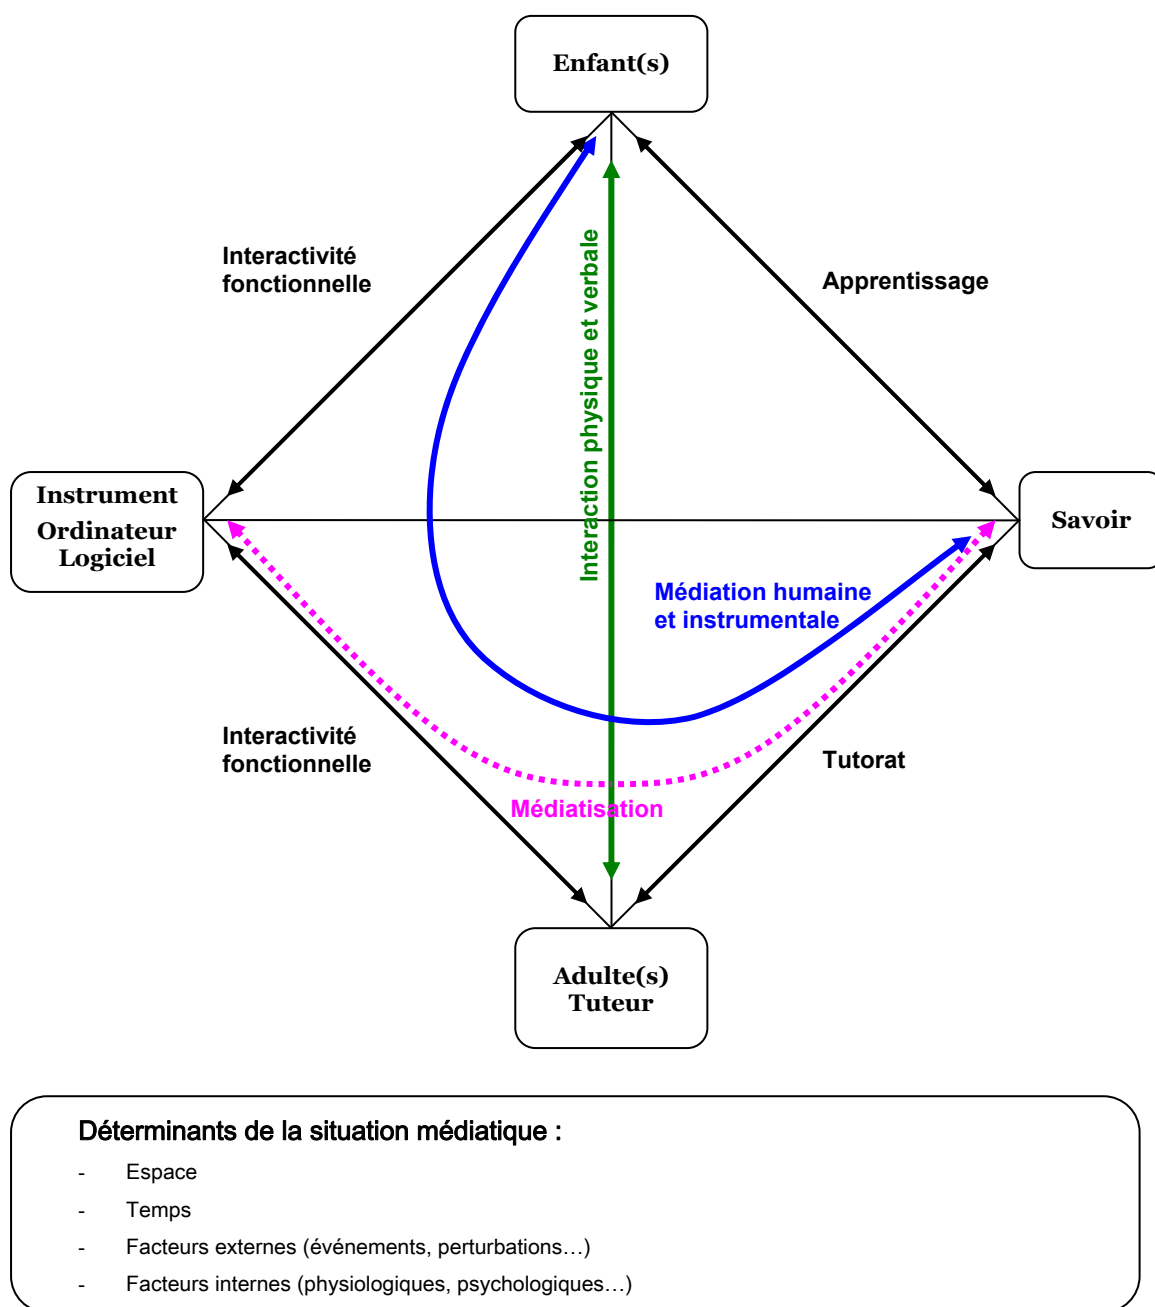 Enfant(s)
Interactivité
fonctionnelle
Interaction physique et verbale
Apprentissage
Instrument
Ordinateur
Logiciel
Savoir
Médiation humaine
et instrumentale
Interactivité
fonctionnelle
Tutorat
Médiatisation
Adulte(s)
Tuteur
Déterminants de la situation médiatique :
- Espace
- Temps
- Facteurs externes (événements, perturbations…)
- Facteurs internes (physiologiques, psychologiques…)